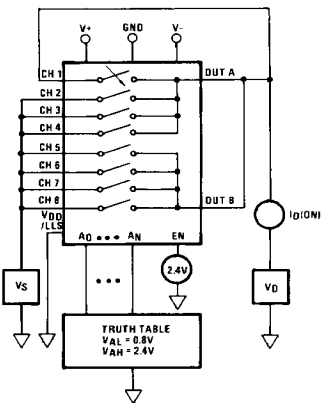 V+ GND V-
CH 1
OUT A
CH 2
CH 3
CH 4
CH 5
CH 6
CH 7
CH 8
OUT B
VDD
/LLS
A0 ••• AN EN
ID(ON)
VS
•••
2.4V
VD
TRUTH TABLE
VAL = 0.8V
VAH = 2.4V